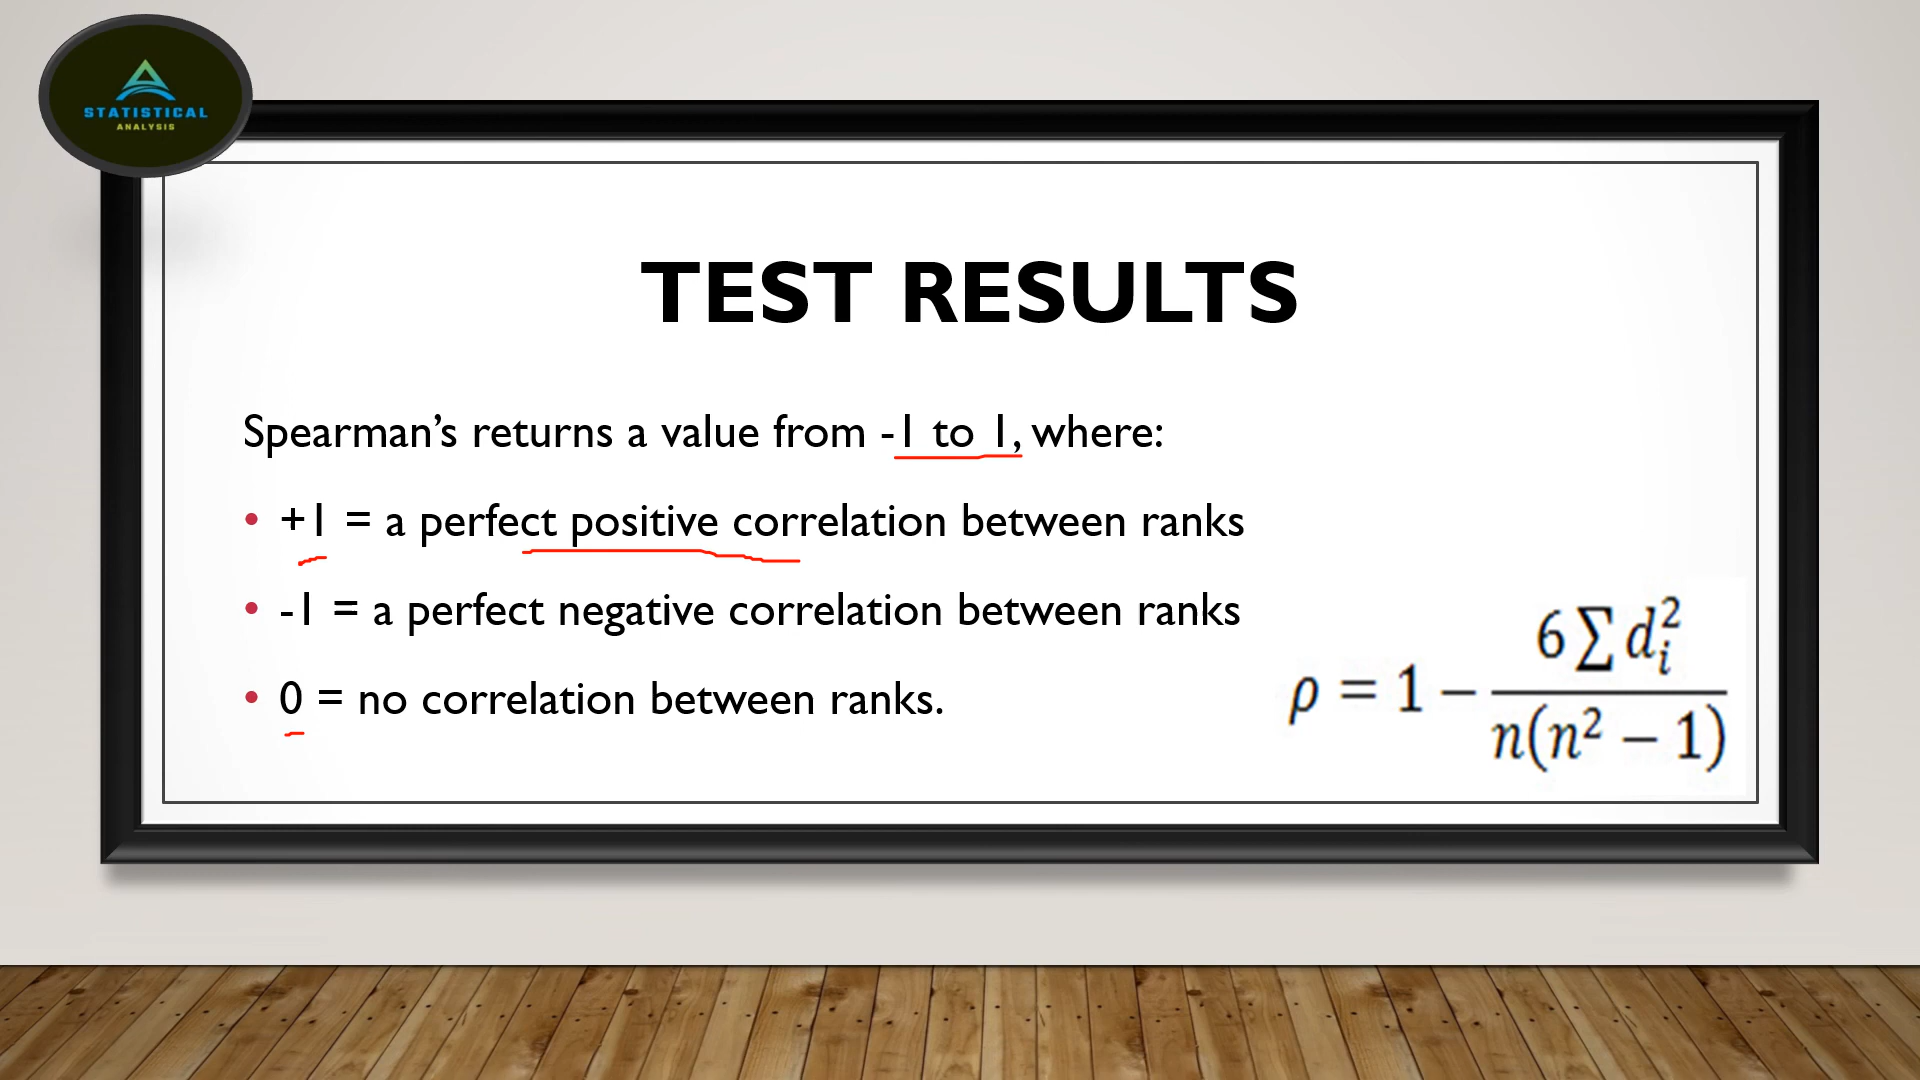 STATISTICAL
ANALYSIS
TEST RESULTS
Spearman’s returns a value from -1 to 1, where:
• +1 = a perfect positive correlation between ranks
• -1 = a perfect negative correlation between ranks
• 0 = no correlation between ranks.
ρ = 1 − 6 ∑ dᵢ² / n(n² − 1)